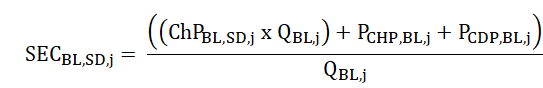 SEC_BL,SD,j = ((ChP_BL,SD,j x Q_BL,j) + P_CHP,BL,j + P_CDP,BL,j) / Q_BL,j